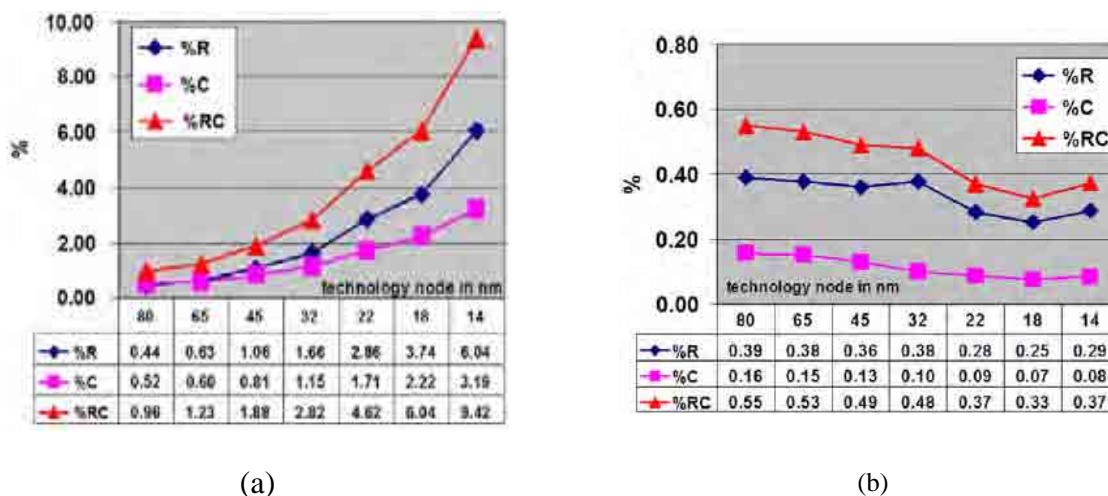 10.00
8.00
6.00
4.00
2.00
0.00
%
%R
%C
%RC
technology node in nm
80 65 45 32 22 18 14
%R 0.44 0.63 1.06 1.66 2.86 3.74 6.04
%C 0.52 0.60 0.81 1.15 1.71 2.22 3.19
%RC 0.96 1.23 1.88 2.82 4.62 6.04 9.42
(a)
0.80
0.60
0.40
0.20
0.00
%
%R
%C
%RC
technology node in nm
80 65 45 32 22 18 14
%R 0.39 0.38 0.36 0.38 0.28 0.25 0.29
%C 0.16 0.15 0.13 0.10 0.09 0.07 0.08
%RC 0.55 0.53 0.49 0.48 0.37 0.33 0.37
(b)